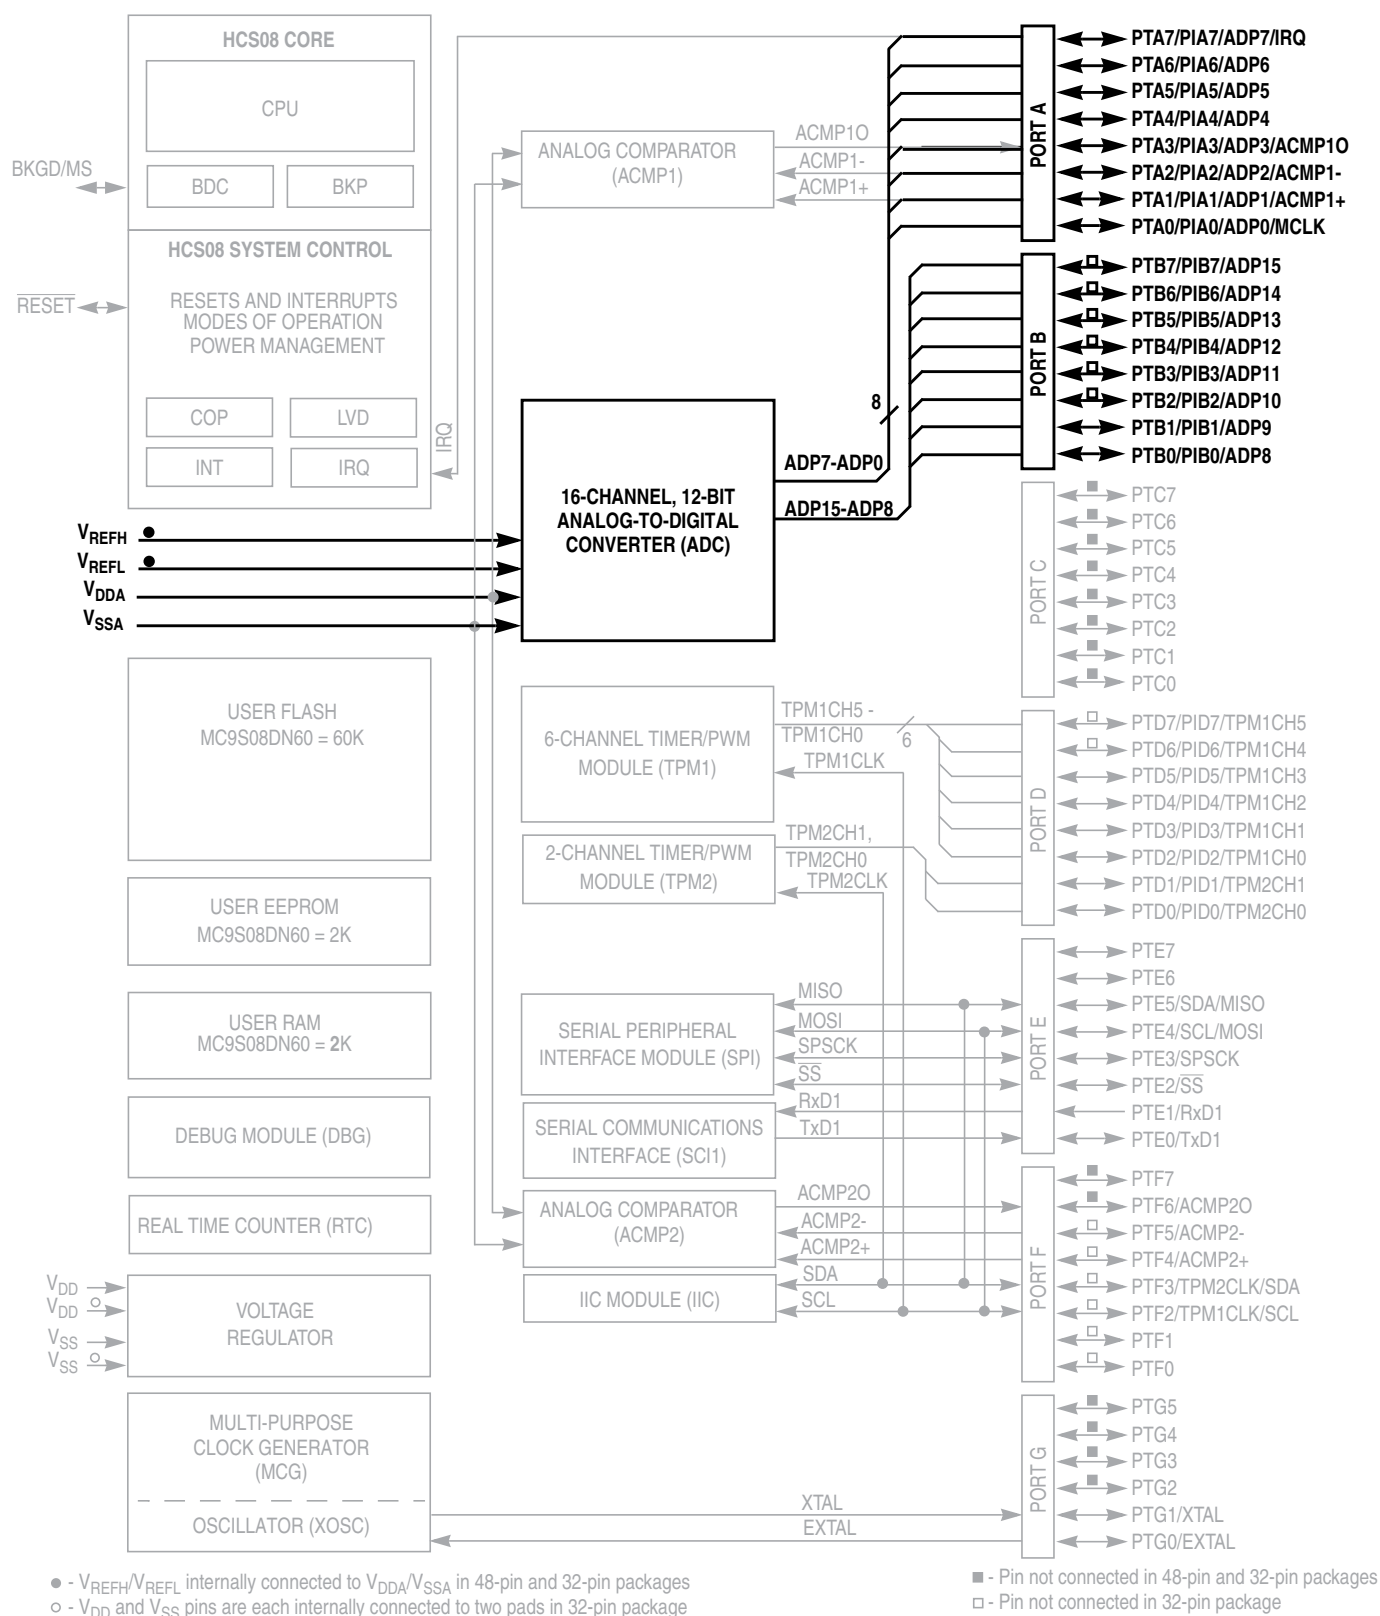 HCS08 CORE
CPU
BDC
BKP
BKGD/MS
HCS08 SYSTEM CONTROL
RESETS AND INTERRUPTS
MODES OF OPERATION
POWER MANAGEMENT
RESET
COP
LVD
INT
IRQ
IRQ
VREFH
VREFL
VDDA
VSSA
USER FLASH
MC9S08DN60 = 60K
USER EEPROM
MC9S08DN60 = 2K
USER RAM
MC9S08DN60 = 2K
DEBUG MODULE (DBG)
REAL TIME COUNTER (RTC)
VDD
VDD
VSS
VSS
VOLTAGE
REGULATOR
MULTI-PURPOSE
CLOCK GENERATOR
(MCG)
OSCILLATOR (XOSC)
XTAL
EXTAL
ANALOG COMPARATOR
(ACMP1)
ACMP1O
ACMP1-
ACMP1+
16-CHANNEL, 12-BIT
ANALOG-TO-DIGITAL
CONVERTER (ADC)
8
ADP7-ADP0
ADP15-ADP8
6-CHANNEL TIMER/PWM
MODULE (TPM1)
TPM1CH5 -
TPM1CH0
6
TPM1CLK
2-CHANNEL TIMER/PWM
MODULE (TPM2)
TPM2CH1,
TPM2CH0
TPM2CLK
SERIAL PERIPHERAL
INTERFACE MODULE (SPI)
MISO
MOSI
SPSCK
SS
SERIAL COMMUNICATIONS
INTERFACE (SCI1)
RxD1
TxD1
ANALOG COMPARATOR
(ACMP2)
ACMP2O
ACMP2-
ACMP2+
IIC MODULE (IIC)
SDA
SCL
PORT A
PTA7/PIA7/ADP7/IRQ
PTA6/PIA6/ADP6
PTA5/PIA5/ADP5
PTA4/PIA4/ADP4
PTA3/PIA3/ADP3/ACMP1O
PTA2/PIA2/ADP2/ACMP1-
PTA1/PIA1/ADP1/ACMP1+
PTA0/PIA0/ADP0/MCLK
PORT B
PTB7/PIB7/ADP15
PTB6/PIB6/ADP14
PTB5/PIB5/ADP13
PTB4/PIB4/ADP12
PTB3/PIB3/ADP11
PTB2/PIB2/ADP10
PTB1/PIB1/ADP9
PTB0/PIB0/ADP8
PORT C
PTC7
PTC6
PTC5
PTC4
PTC3
PTC2
PTC1
PTC0
PORT D
PTD7/PID7/TPM1CH5
PTD6/PID6/TPM1CH4
PTD5/PID5/TPM1CH3
PTD4/PID4/TPM1CH2
PTD3/PID3/TPM1CH1
PTD2/PID2/TPM1CH0
PTD1/PID1/TPM2CH1
PTD0/PID0/TPM2CH0
PORT E
PTE7
PTE6
PTE5/SDA/MISO
PTE4/SCL/MOSI
PTE3/SPSCK
PTE2/SS
PTE1/RxD1
PTE0/TxD1
PORT F
PTF7
PTF6/ACMP2O
PTF5/ACMP2-
PTF4/ACMP2+
PTF3/TPM2CLK/SDA
PTF2/TPM1CLK/SCL
PTF1
PTF0
PORT G
PTG5
PTG4
PTG3
PTG2
PTG1/XTAL
PTG0/EXTAL
● - VREFH/VREFL internally connected to VDDA/VSSA in 48-pin and 32-pin packages
○ - VDD and VSS pins are each internally connected to two pads in 32-pin package
■ - Pin not connected in 48-pin and 32-pin packages
□ - Pin not connected in 32-pin package